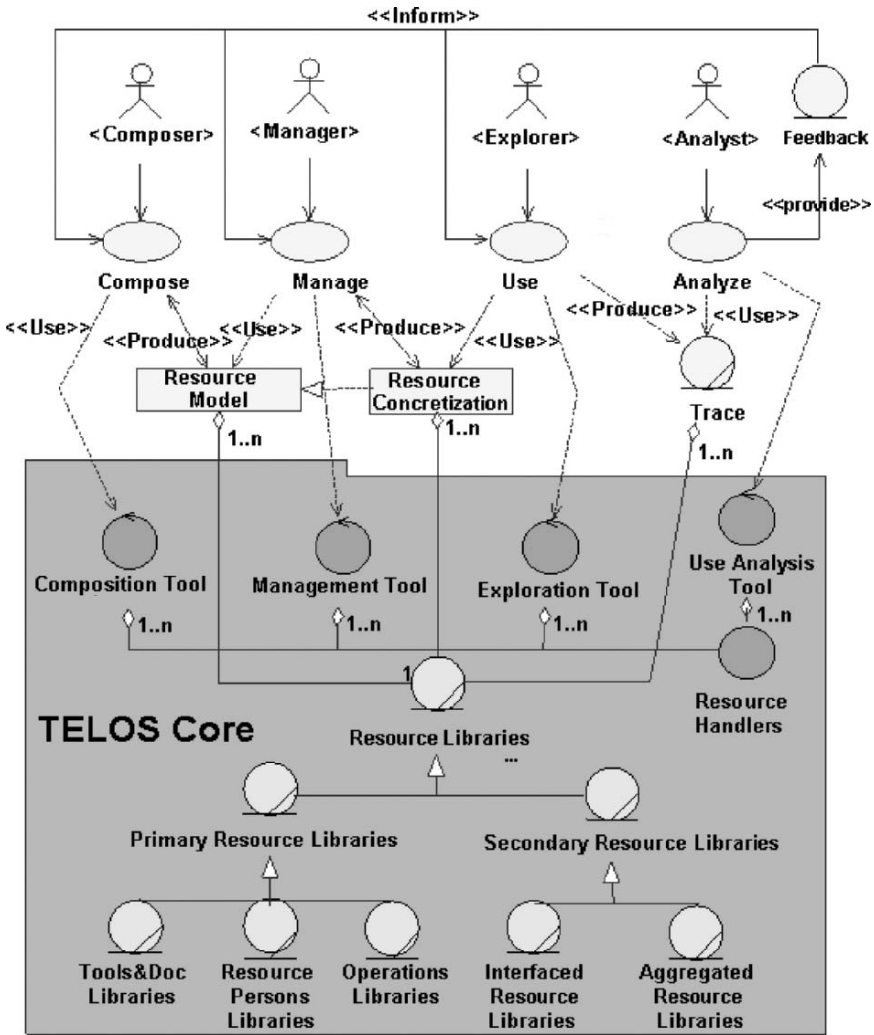 <<Inform>>
<Composer>
<Manager>
<Explorer>
<Analyst>
Feedback
<<provide>>
Compose
Manage
Use
Analyze
<<Use>>
<<Produce>>
<<Use>>
<<Produce>>
<<Use>>
<<Produce>>
<<Use>>
Resource
Model
Resource
Concretization
Trace
1..n
1..n
1..n
Composition Tool
Management Tool
Exploration Tool
Use Analysis
Tool
1..n
1..n
1..n
1..n
1
Resource
Handlers
TELOS Core
Resource Libraries
...
Primary Resource Libraries
Secondary Resource Libraries
Tools&Doc
Libraries
Resource
Persons
Libraries
Operations
Libraries
Interfaced
Resource
Libraries
Aggregated
Resource
Libraries